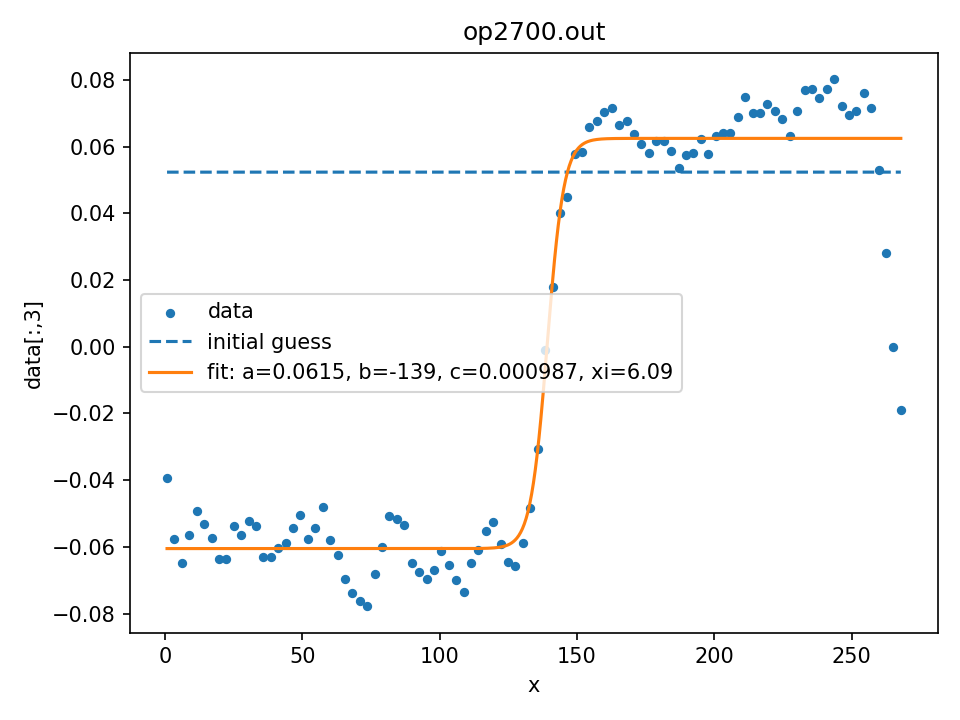 op2700.out
data[:,3]
0.08
0.06
0.04
0.02
0.00
−0.02
−0.04
−0.06
−0.08
data
initial guess
fit: a=0.0615, b=-139, c=0.000987, xi=6.09
0 50 100 150 200 250
x